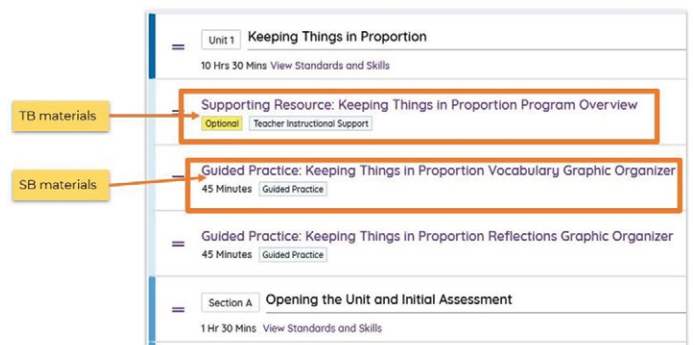 Unit 1 Keeping Things in Proportion
10 Hrs 30 Mins View Standards and Skills
TB materials
Supporting Resource: Keeping Things in Proportion Program Overview
Optional Teacher Instructional Support
SB materials
Guided Practice: Keeping Things in Proportion Vocabulary Graphic Organizer
45 Minutes Guided Practice
Guided Practice: Keeping Things in Proportion Reflections Graphic Organizer
45 Minutes Guided Practice
Section A Opening the Unit and Initial Assessment
1 Hr 30 Mins View Standards and Skills